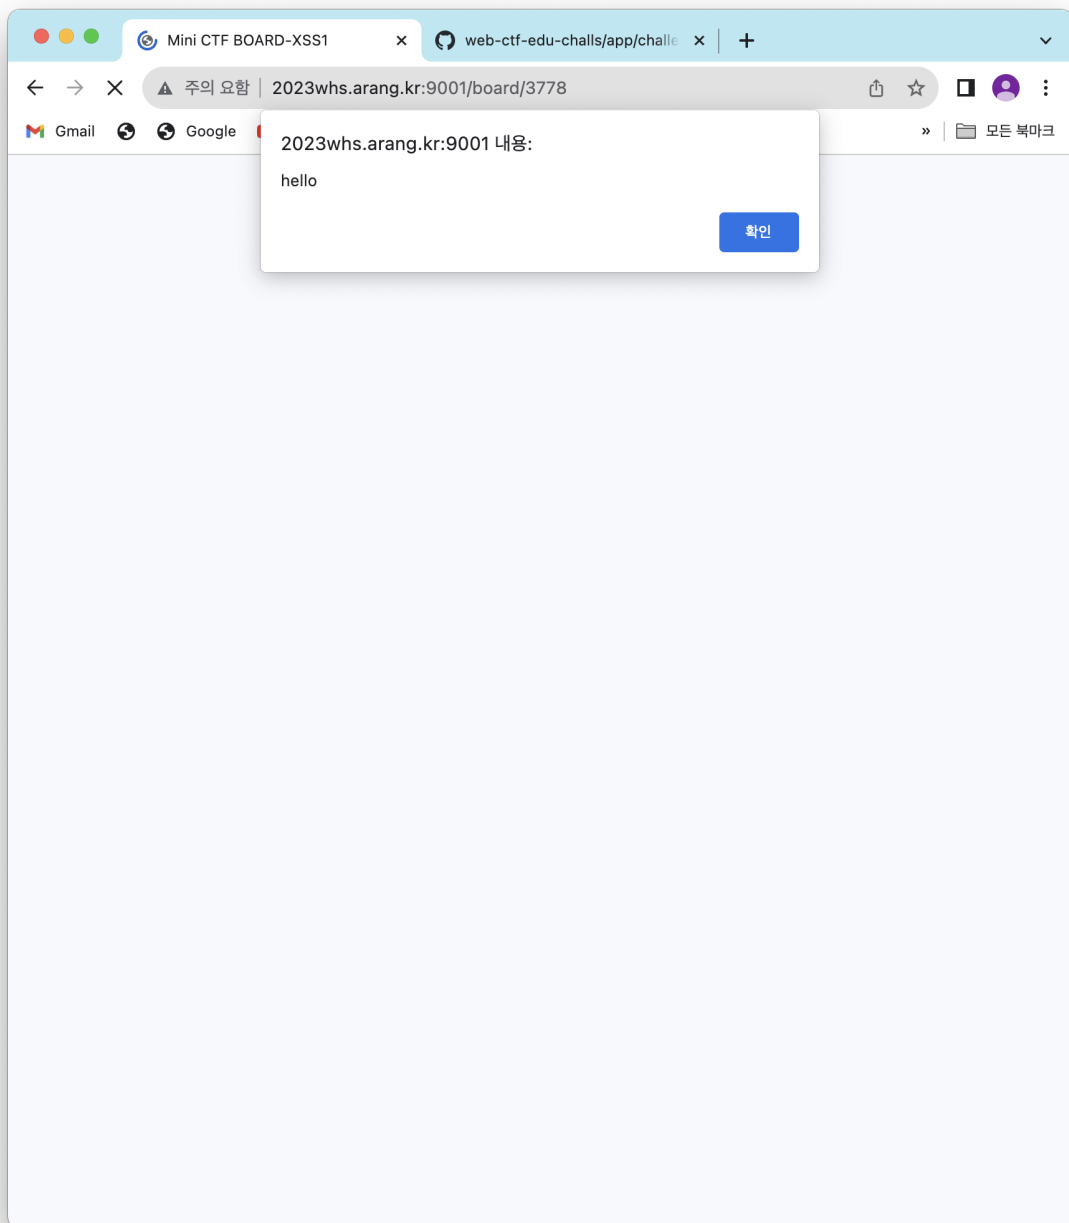 Mini CTF BOARD-XSS1
web-ctf-edu-challs/app/challe
주의 요함 2023whs.arang.kr:9001/board/3778
Gmail Google » 모든 북마크
2023whs.arang.kr:9001 내용:
hello
확인